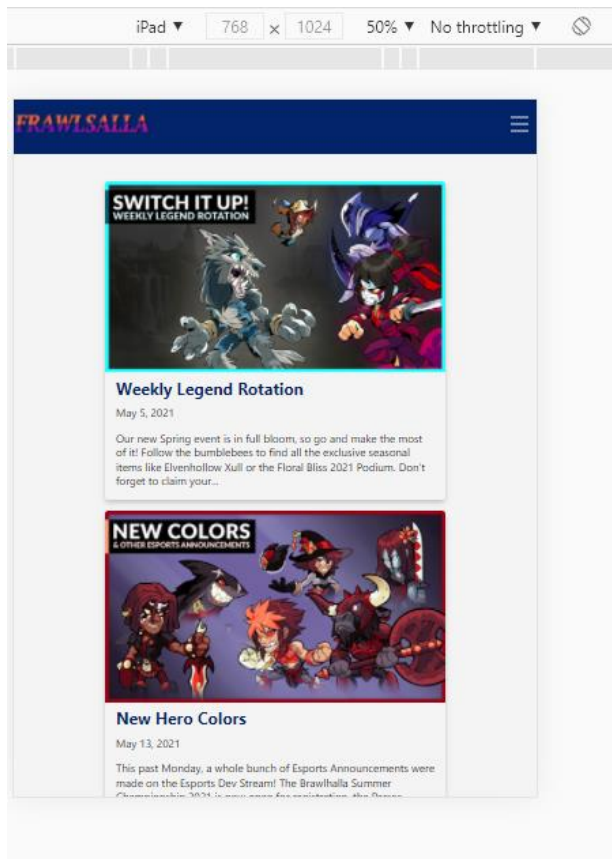 iPad ▼ 768 × 1024 50% ▼ No throttling ▼
FRAWLSALLA
SWITCH IT UP!
WEEKLY LEGEND ROTATION
Weekly Legend Rotation
May 5, 2021
Our new Spring event is in full bloom, so go and make the most
of it! Follow the bumblebees to find all the exclusive seasonal
items like Elvenhollow Xull or the Floral Bliss 2021 Podium. Don't
forget to claim your...
NEW COLORS
& OTHER ESPORTS ANNOUNCEMENTS
New Hero Colors
May 13, 2021
This past Monday, a whole bunch of Esports Announcements were
made on the Esports Dev Stream! The Brawlhalla Summer
Championship 2021 is now open for registration, the